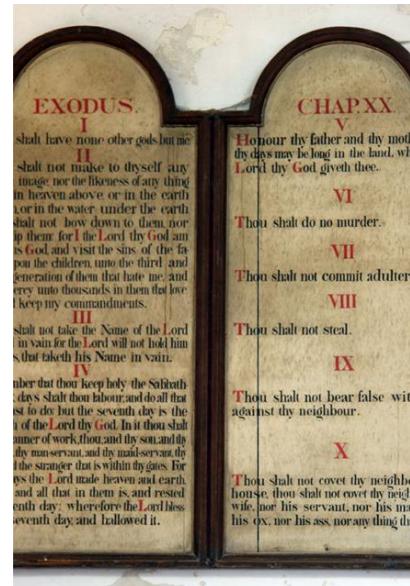 EXODUS.
I
shalt have none other gods but me
II
shalt not make to thyself any
image, nor the likeness of any thing
in heaven above, or in the earth
, or in the water under the earth
shalt not bow down to them, nor
ip them: for I the Lord thy God am
us God, and visit the sins of the fa
pon the children, unto the third and
generation of them that hate me, and
ercy unto thousands in them that love
d keep my commandments.
III
shalt not take the Name of the Lord
in vain for the Lord will not hold him
s, that taketh his Name in vain.
IV
mber that thou keep holy the Sabbath
days shalt thou labour, and do all that
ast to do; but the seventh day is the
h of the Lord thy God. In it thou shalt
anner of work, thou, and thy son, and thy
thy man-servant, and thy maid-servant, thy
d the stranger that is within thy gates. For
ays the Lord made heaven and earth,
and all that in them is, and rested
enth day: wherefore the Lord bless
seventh day, and hallowed it.
CHAP. XX.
V
Honour thy father and thy moth
thy days may be long in the land, wh
Lord thy God giveth thee.
VI
Thou shalt do no murder.
VII
Thou shalt not commit adulter
VIII
Thou shalt not steal.
IX
Thou shalt not bear false wit
against thy neighbour.
X
Thou shalt not covet thy neighbo
house, thou shalt not covet thy neigh
wife, nor his servant, nor his ma
his ox, nor his ass, nor any thing th